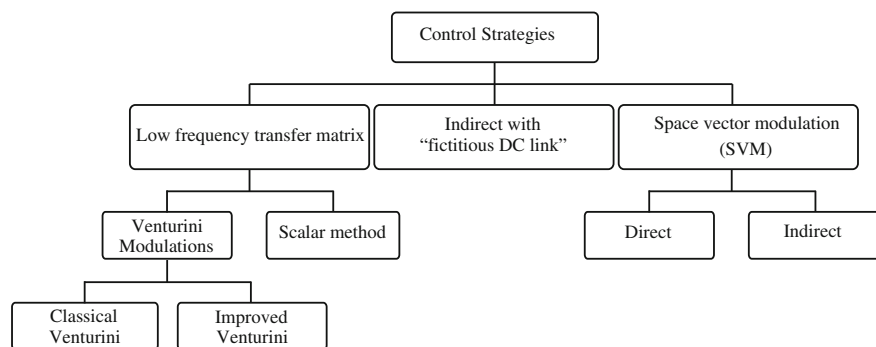 Control Strategies
Low frequency transfer matrix
Indirect with
“fictitious DC link”
Space vector modulation
(SVM)
Venturini
Modulations
Scalar method
Direct
Indirect
Classical
Venturini
Improved
Venturini